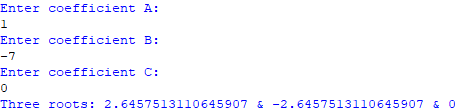 Enter coefficient A:
1
Enter coefficient B:
-7
Enter coefficient C:
0
Three roots: 2.6457513110645907 & -2.6457513110645907 & 0